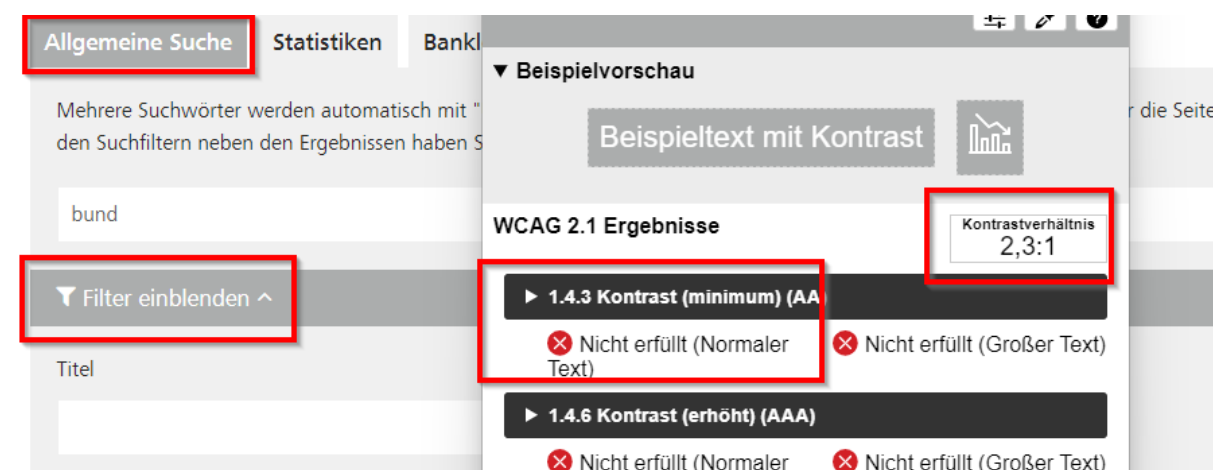 Allgemeine Suche Statistiken Bankl
Mehrere Suchwörter werden automatisch mit "
r die Seite
den Suchfiltern neben den Ergebnissen haben S
bund
Filter einblenden
Titel
▼ Beispielvorschau
Beispieltext mit Kontrast
WCAG 2.1 Ergebnisse
Kontrastverhältnis
2,3:1
▶ 1.4.3 Kontrast (minimum) (AA)
Nicht erfüllt (Normaler
Text)
Nicht erfüllt (Großer Text)
▶ 1.4.6 Kontrast (erhöht) (AAA)
Nicht erfüllt (Normaler
Nicht erfüllt (Großer Text)